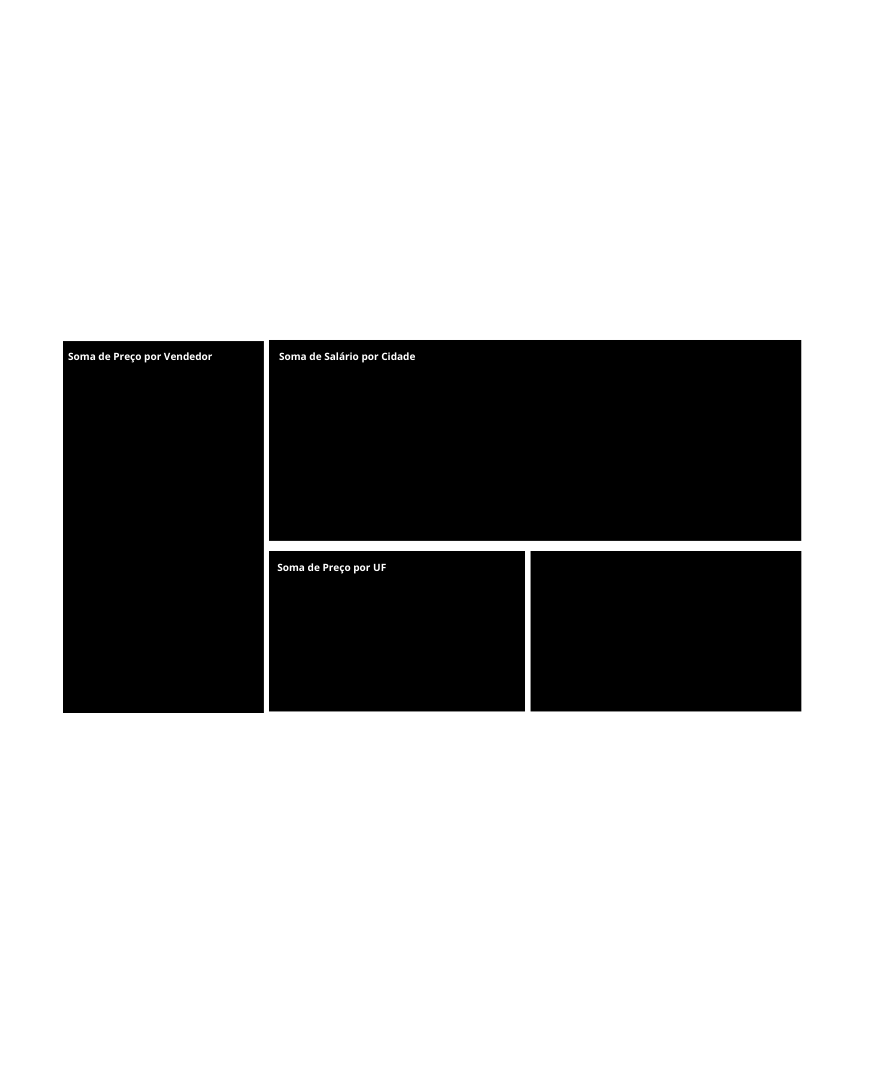 Soma de Preço por Vendedor
Soma de Salário por Cidade
Soma de Preço por UF